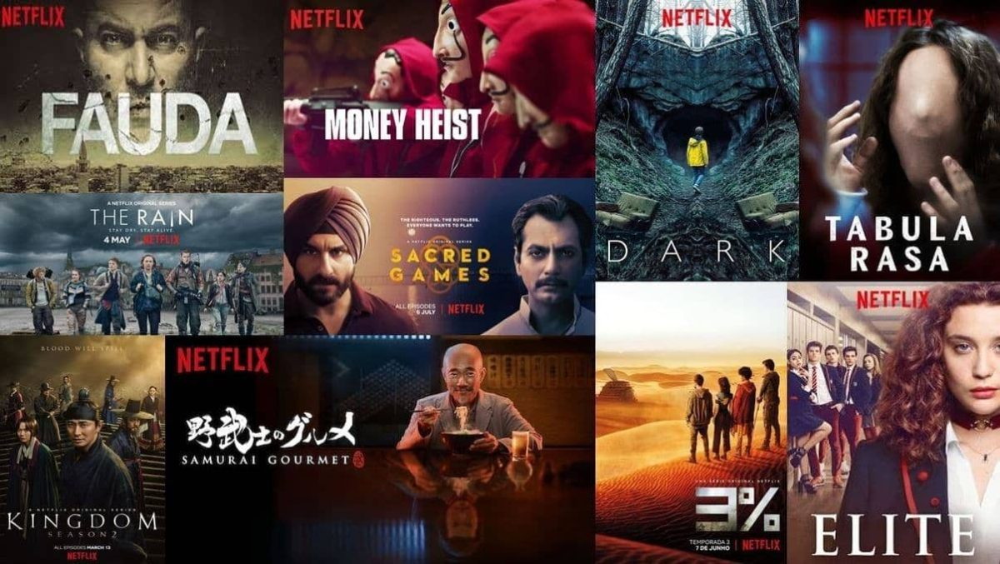 NETFLIX
FAUDA
NETFLIX
MONEY HEIST
NETFLIX
DARK
NETFLIX
TABULA
RASA
A NETFLIX ORIGINAL SERIES
THE RAIN
STAY DRY. STAY ALIVE.
4 MAY | NETFLIX
THE RIGHTEOUS. THE RUTHLESS.
EVERYONE WANTS TO PLAY.
A NETFLIX ORIGINAL SERIES
SACRED
GAMES
ALL EPISODES
6 JULY | NETFLIX
BLOOD WILL SPILL
A NETFLIX ORIGINAL SERIES
KINGDOM
SEASON 2
ALL EPISODES MARCH 13
NETFLIX
NETFLIX
野武士のグルメ
SAMURAI GOURMET
UMA SÉRIE ORIGINAL NETFLIX
3%
TEMPORADA 3
7 DE JUNHO | NETFLIX
NETFLIX
ELITE